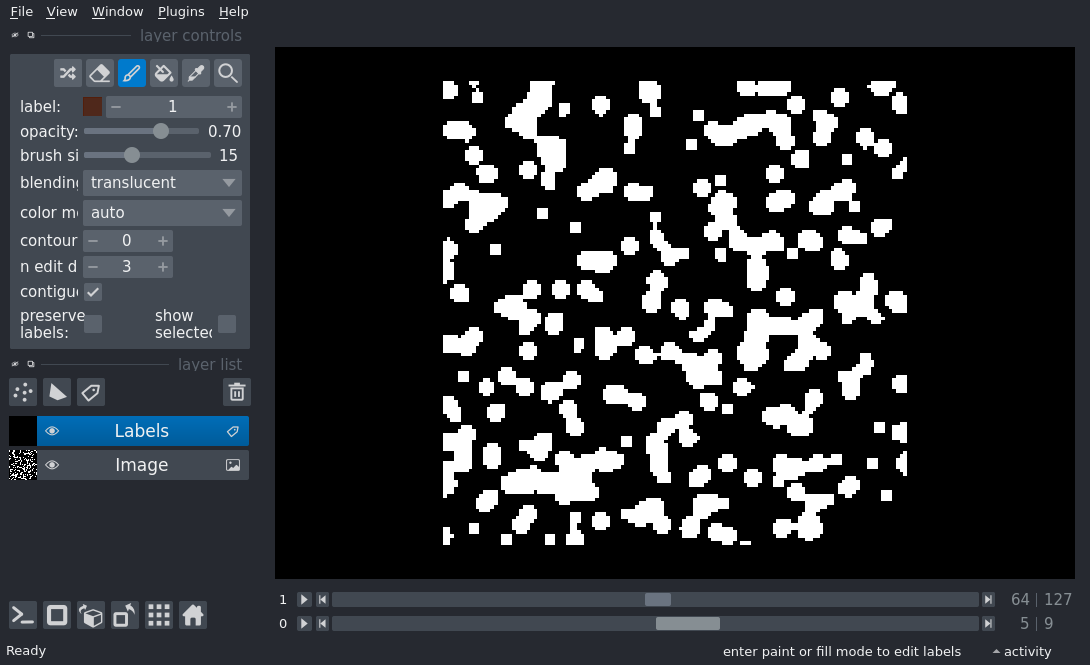 File View Window Plugins Help
layer controls
label: 1
opacity: 0.70
brush si 15
blending translucent
color m auto
contour 0
n edit d 3
contigu
preserve labels: show selected
layer list
Labels
Image
1 64 | 127
0 5 | 9
Ready enter paint or fill mode to edit labels activity